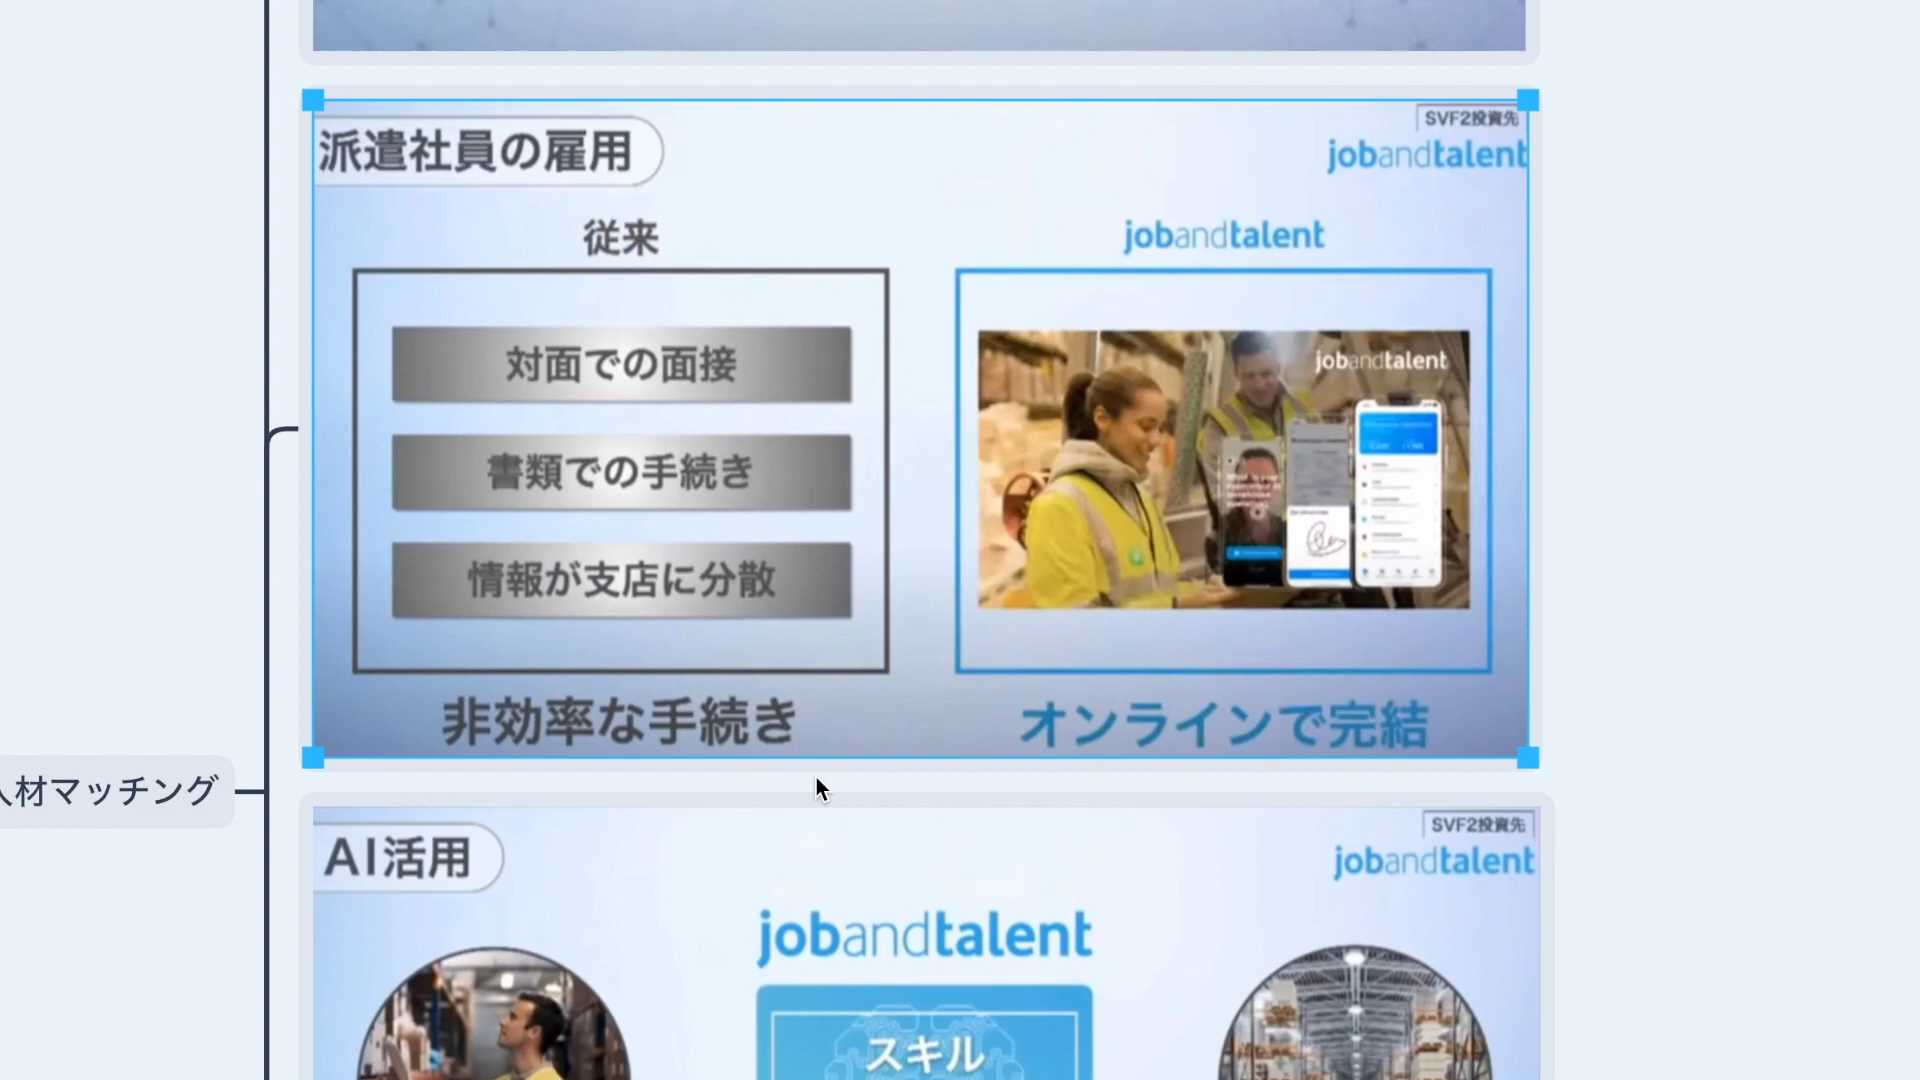 SVF2投資先
派遣社員の雇用
jobandtalent
従来
jobandtalent
対面での面接
書類での手続き
情報が支店に分散
jobandtalent
非効率な手続き
オンラインで完結
人材マッチング
SVF2投資先
AI活用
jobandtalent
jobandtalent
スキル